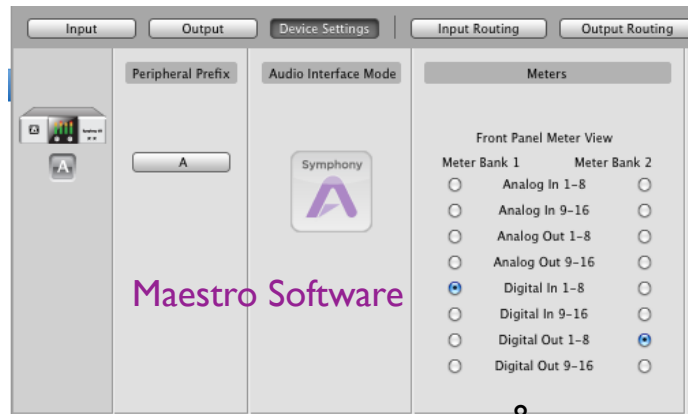 Input Output Device Settings Input Routing Output Routing
Peripheral Prefix Audio Interface Mode Meters
Front Panel Meter View
Meter Bank 1 Meter Bank 2
A Symphony Analog In 1–8
A
Analog In 9–16
Analog Out 1–8
Analog Out 9–16
Maestro Software Digital In 1–8
Digital In 9–16
Digital Out 1–8
Digital Out 9–16